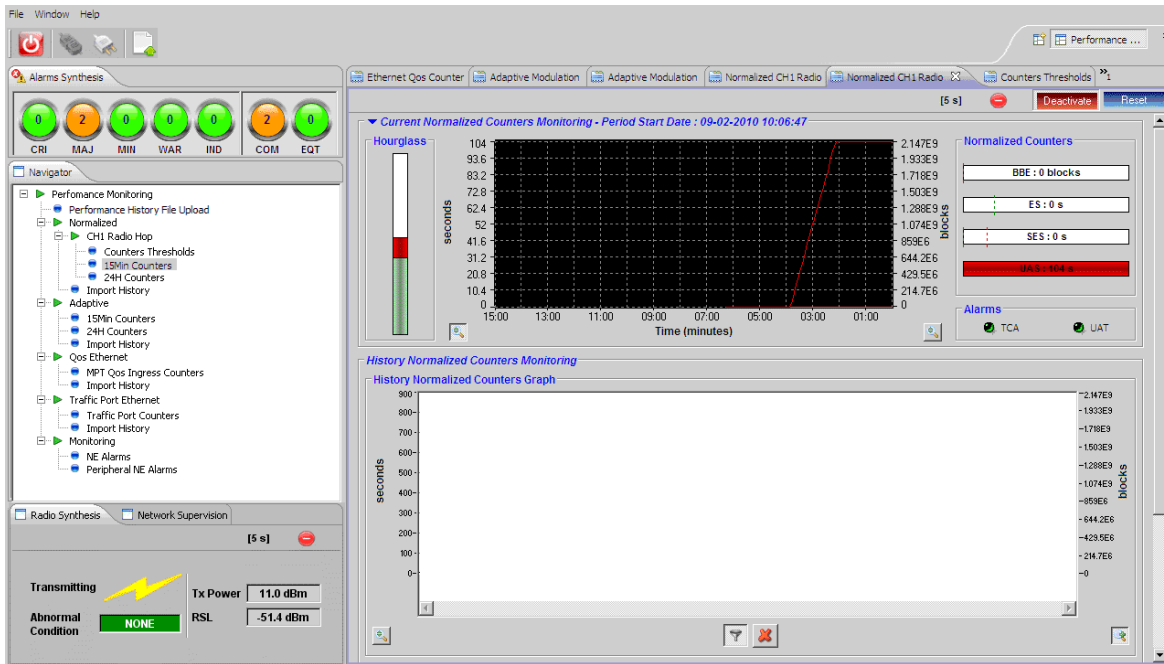 File Window Help
Performance ...
Alarms Synthesis
0 2 0 0 0 2 0
CRI MAJ MIN WAR IND COM EQT
Navigator
Perfomance Monitoring
Performance History File Upload
Normalized
CH1 Radio Hop
Counters Thresholds
15Min Counters
24H Counters
Import History
Adaptive
15Min Counters
24H Counters
Import History
Qos Ethernet
MPT Qos Ingress Counters
Import History
Traffic Port Ethernet
Traffic Port Counters
Import History
Monitoring
NE Alarms
Peripheral NE Alarms
Radio Synthesis Network Supervision
[5 s]
Transmitting
Tx Power 11.0 dBm
Abnormal Condition NONE
RSL -51.4 dBm
Ethernet Qos Counter Adaptive Modulation Adaptive Modulation Normalized CH1 Radio Normalized CH1 Radio Counters Thresholds »1
[5 s] Deactivate Reset
Current Normalized Counters Monitoring - Period Start Date : 09-02-2010 10:06:47
Hourglass
seconds
104
93.6
83.2
72.8
62.4
52
41.6
31.2
20.8
10.4
0
2.147E9
1.933E9
1.718E9
1.503E9
1.288E9
1.074E9
859E6
644.2E6
429.5E6
214.7E6
0
blocks
15:00 13:00 11:00 09:00 07:00 05:00 03:00 01:00
Time (minutes)
Normalized Counters
BBE : 0 blocks
ES : 0 s
SES : 0 s
UAS : 104 s
Alarms
TCA UAT
History Normalized Counters Monitoring
History Normalized Counters Graph
seconds
900
800
700
600
500
400
300
200
100
0
2.147E9
1.933E9
1.718E9
1.503E9
1.288E9
1.074E9
859E6
644.2E6
429.5E6
214.7E6
0
blocks